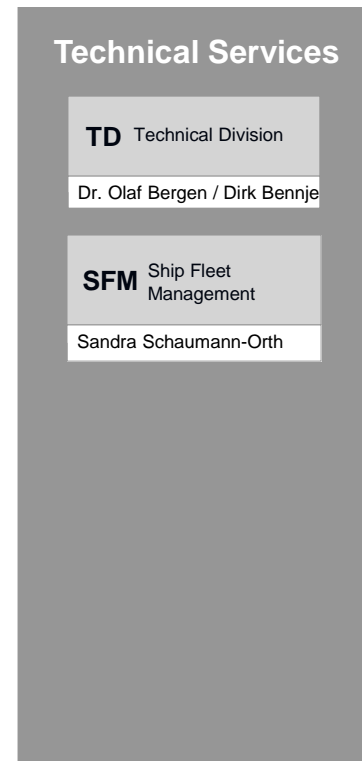 Technical Services
TD Technical Division
Dr. Olaf Bergen / Dirk Bennje
SFM Ship Fleet
Management
Sandra Schaumann-Orth